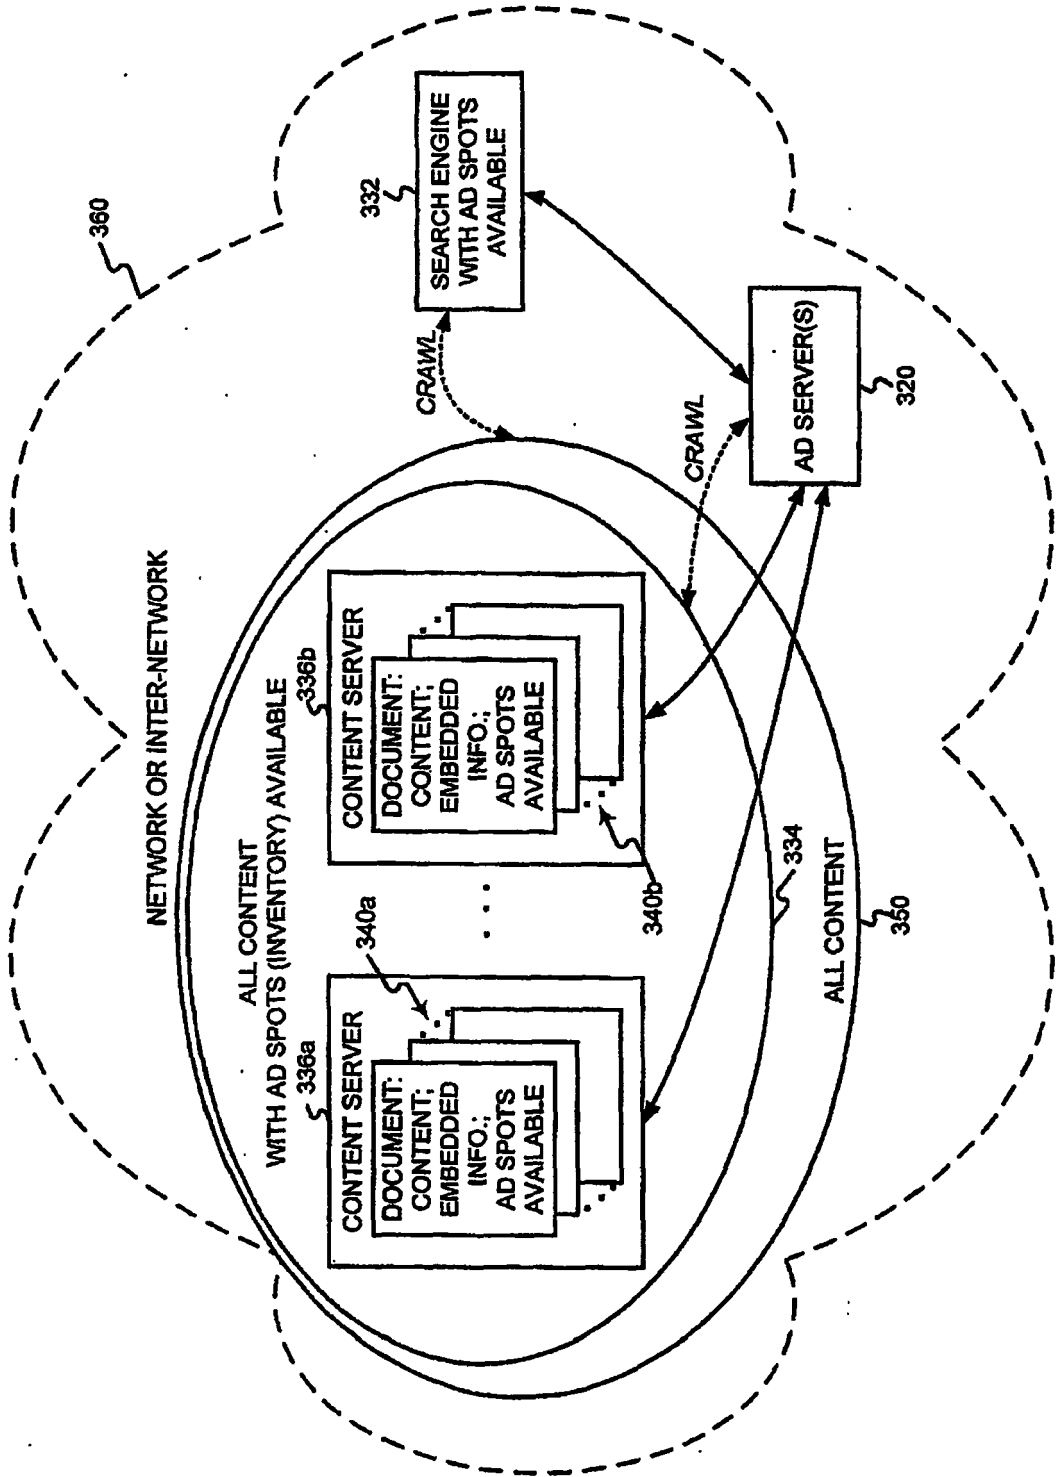 NETWORK OR INTER-NETWORK
360
ALL CONTENT
WITH AD SPOTS (INVENTORY) AVAILABLE
336a
CONTENT SERVER
DOCUMENT:
CONTENT;
EMBEDDED
INFO.;
AD SPOTS
AVAILABLE
340a
. . . .
336b
CONTENT SERVER
DOCUMENT:
CONTENT;
EMBEDDED
INFO.;
AD SPOTS
AVAILABLE
340b
332
SEARCH ENGINE
WITH AD SPOTS
AVAILABLE
CRAWL
CRAWL
AD SERVER(S)
320
334
ALL CONTENT
350